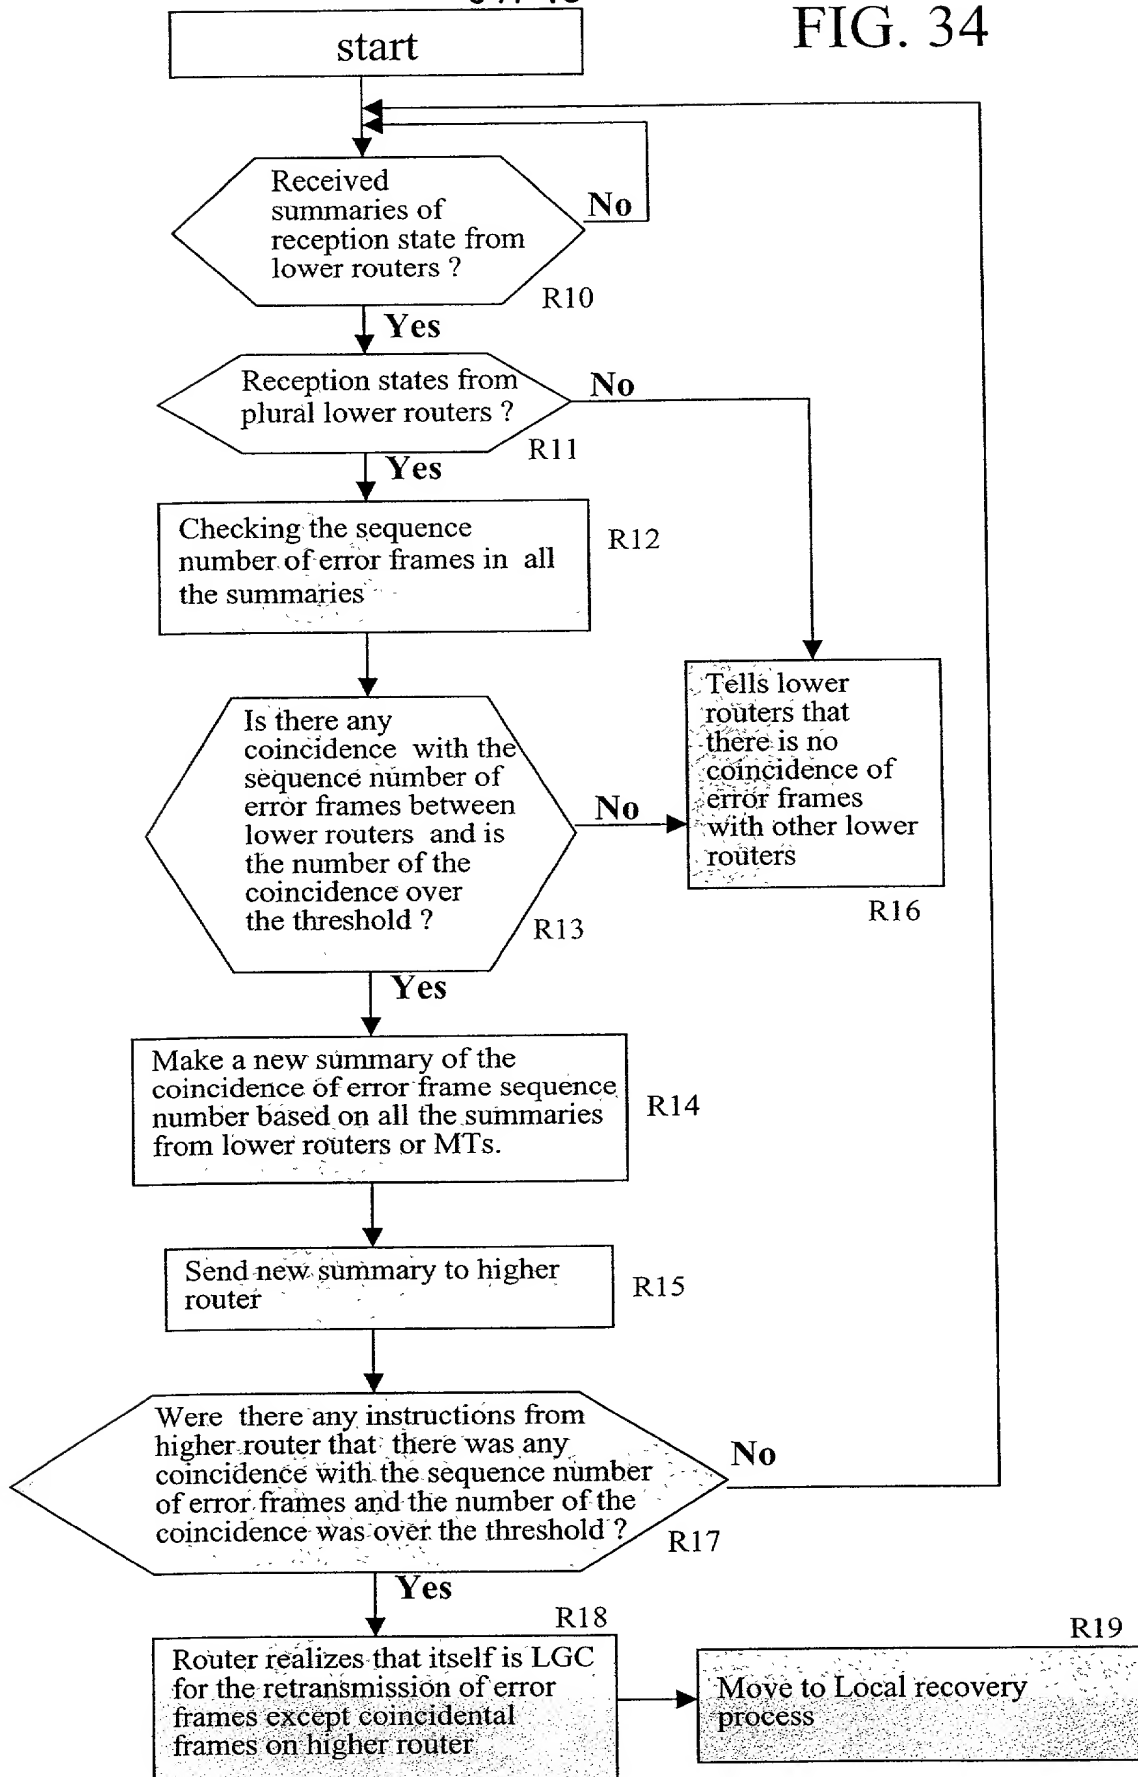 FIG. 34
start
Received
summaries of
reception state from
lower routers ?
No
R10
Yes
Reception states from
plural lower routers ?
No
R11
Yes
Checking the sequence
number of error frames in all
the summaries
R12
Is there any
coincidence with the
sequence number of
error frames between
lower routers and is
the number of the
coincidence over
the threshold ?
No
R13
Tells lower
routers that
there is no
coincidence of
error frames
with other lower
routers
R16
Yes
Make a new summary of the
coincidence of error frame sequence
number based on all the summaries
from lower routers or MTs.
R14
Send new summary to higher
router
R15
Were there any instructions from
higher router that there was any
coincidence with the sequence number
of error frames and the number of the
coincidence was over the threshold ?
No
R17
Yes
R18
Router realizes that itself is LGC
for the retransmission of error
frames except coincidental
frames on higher router
R19
Move to Local recovery
process